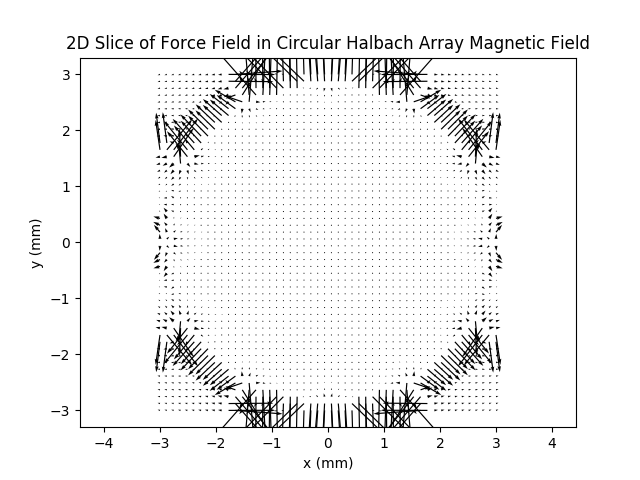 2D Slice of Force Field in Circular Halbach Array Magnetic Field
3
2
1
0
−1
−2
−3
y (mm)
−4 −3 −2 −1 0 1 2 3 4
x (mm)